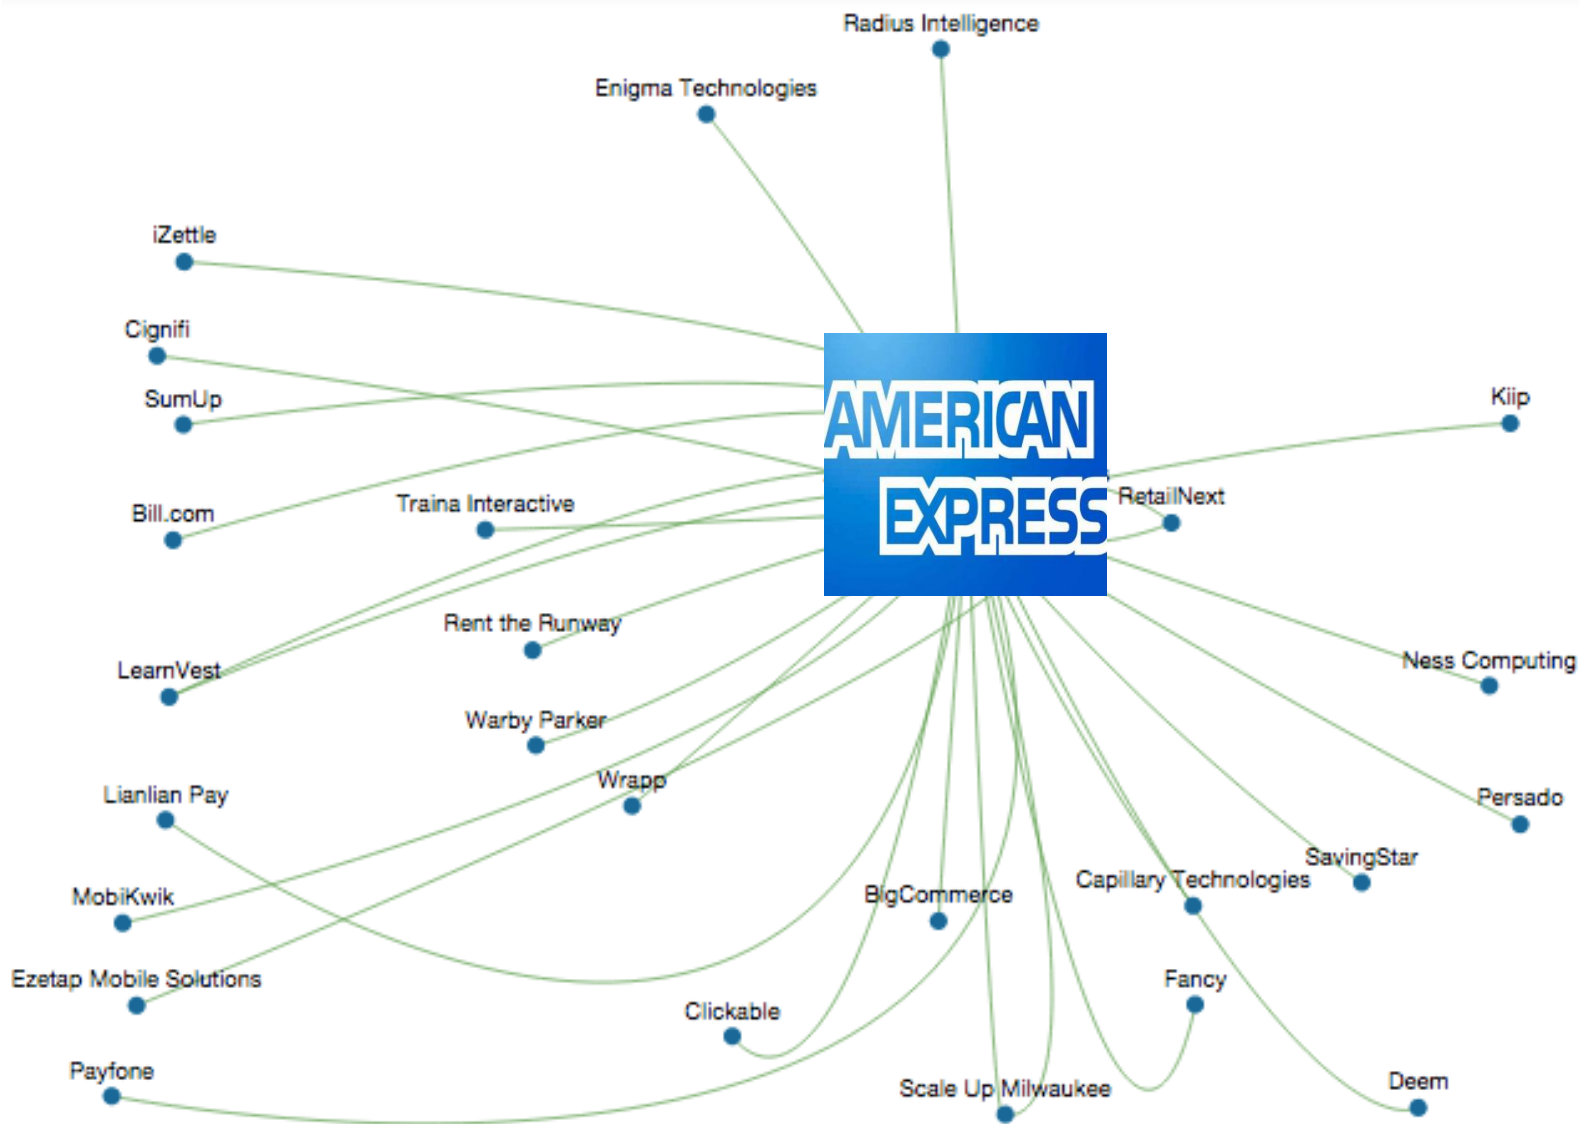 Radius Intelligence
Enigma Technologies
iZettle
Cignifi
SumUp
Kiip
AMERICAN
EXPRESS
RetailNext
Traina Interactive
Bill.com
Rent the Runway
Ness Computing
LearnVest
Warby Parker
Wrapp
Lianlian Pay
Persado
SavingStar
Capillary Technologies
BigCommerce
MobiKwik
Ezetap Mobile Solutions
Fancy
Clickable
Payfone
Scale Up Milwaukee
Deem